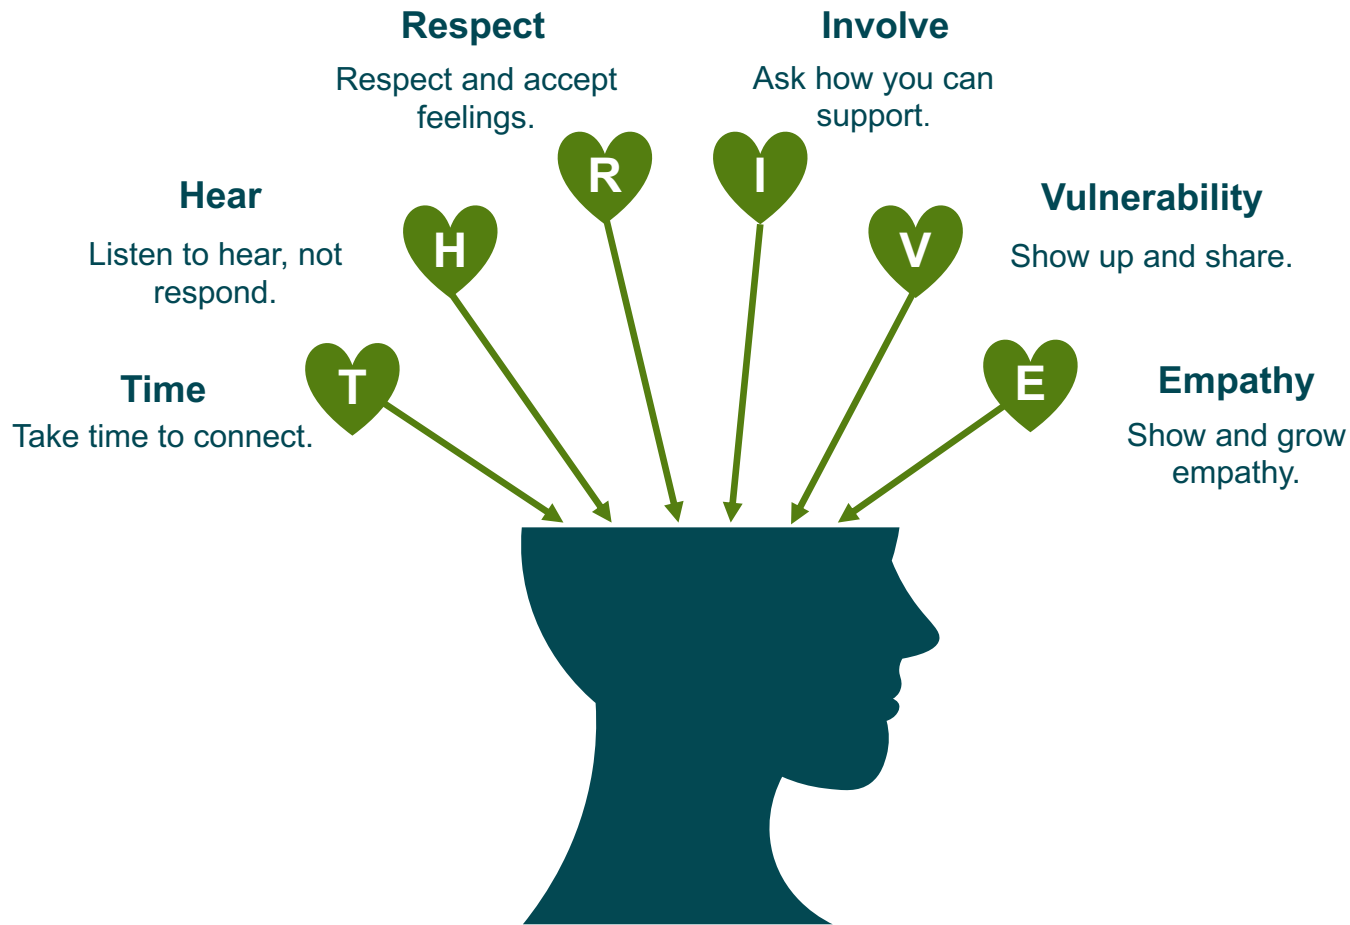 Time
Take time to connect.
T
Hear
Listen to hear, not
respond.
H
Respect
Respect and accept
feelings.
R
Involve
Ask how you can
support.
I
Vulnerability
Show up and share.
V
Empathy
Show and grow
empathy.
E